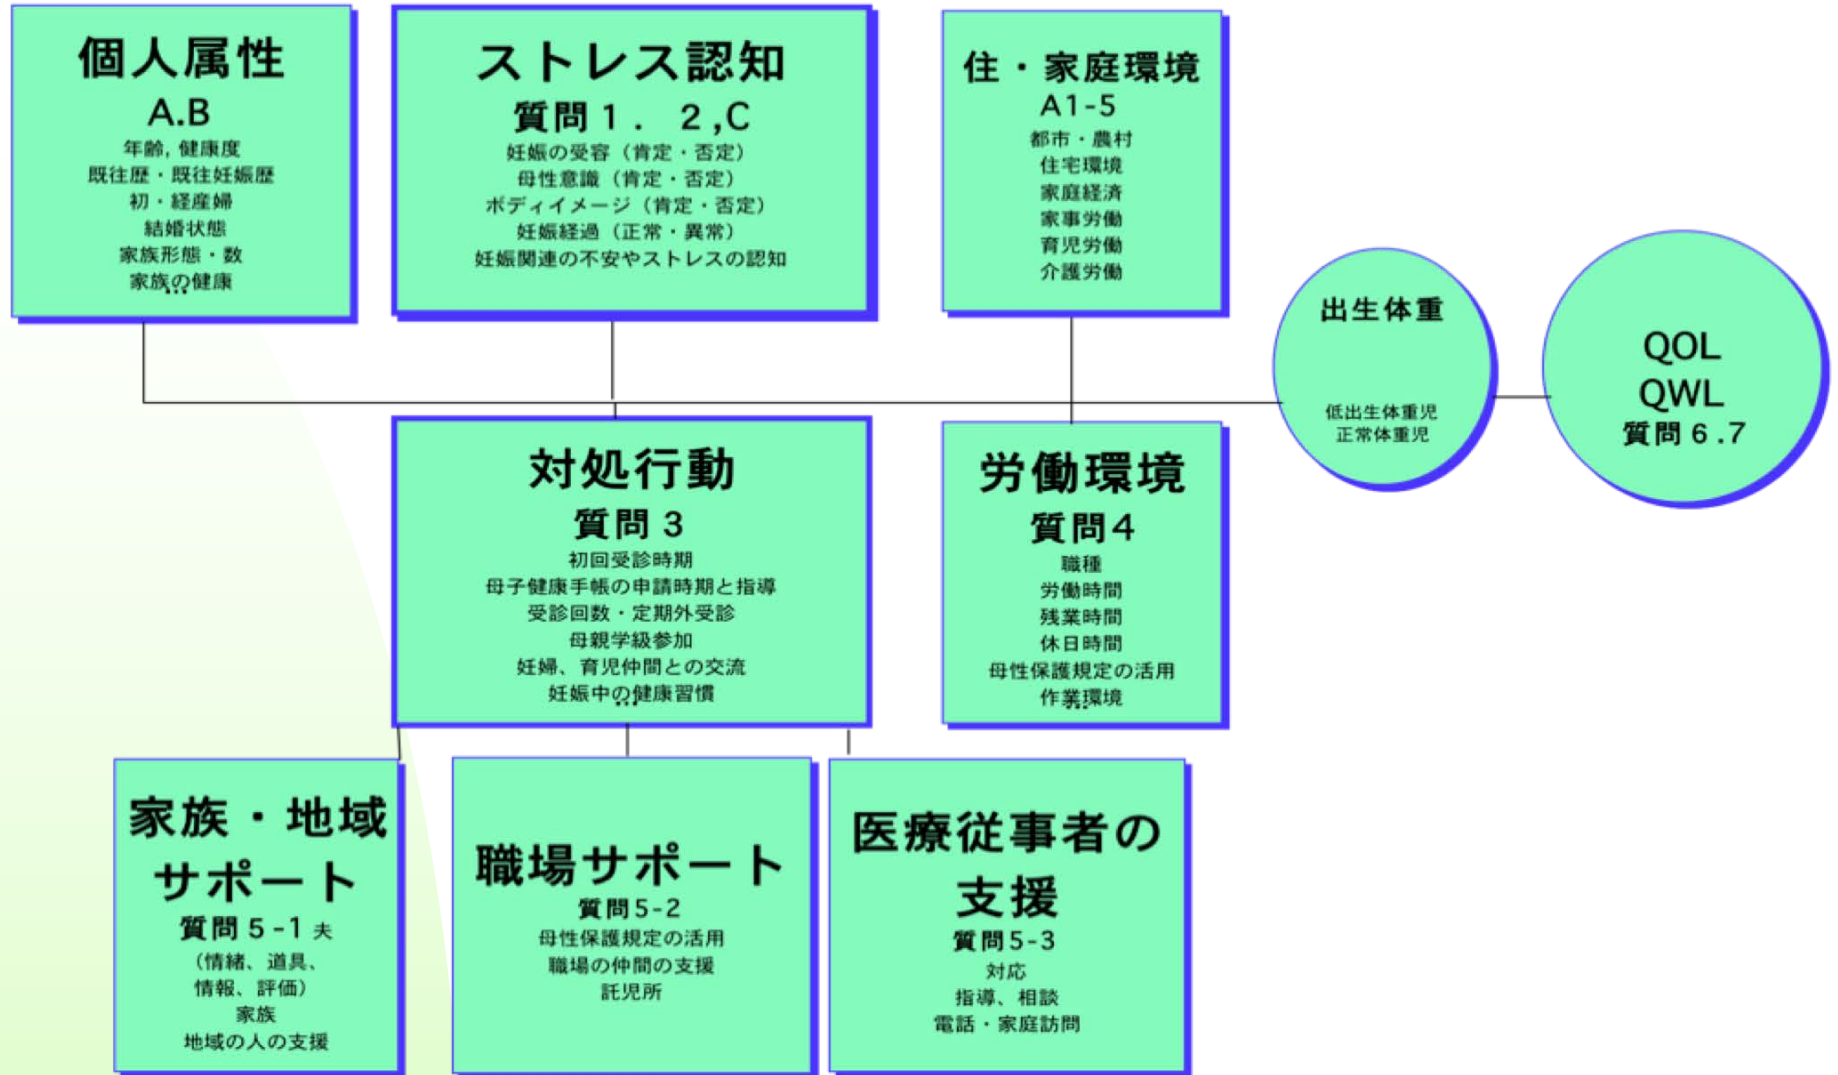 個人属性
A.B
年齢, 健康度
既往歴・既往妊娠歴
初・経産婦
結婚状態
家族形態・数
家族の健康
...
ストレス認知
質問１． ２,C
妊娠の受容（肯定・否定）
母性意識（肯定・否定）
ボディイメージ（肯定・否定）
妊娠経過（正常・異常）
妊娠関連の不安やストレスの認知
住・家庭環境
A1-5
都市・農村
住宅環境
家庭経済
家事労働
育児労働
介護労働
出生体重
低出生体重児
正常体重児
QOL
QWL
質問６.７
対処行動
質問３
初回受診時期
母子健康手帳の申請時期と指導
受診回数・定期外受診
母親学級参加
妊婦、育児仲間との交流
妊娠中の健康習慣
...
労働環境
質問4
職種
労働時間
残業時間
休日時間
母性保護規定の活用
作業環境
...
家族・地域
サポート
質問５-１夫
（情緒、道具、
情報、評価）
家族
地域の人の支援
職場サポート
質問5-2
母性保護規定の活用
職場の仲間の支援
託児所
医療従事者の
支援
質問5-3
対応
指導、相談
電話・家庭訪問